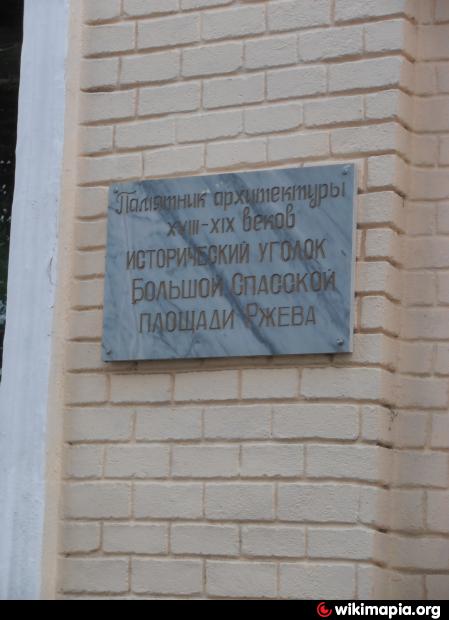 Памятник архитектуры
XVIII-XIX веков
ИСТОРИЧЕСКИЙ УГОЛОК
БОЛЬШОЙ СПАССКОЙ
ПЛОЩАДИ РЖЕВА
wikimapia.org